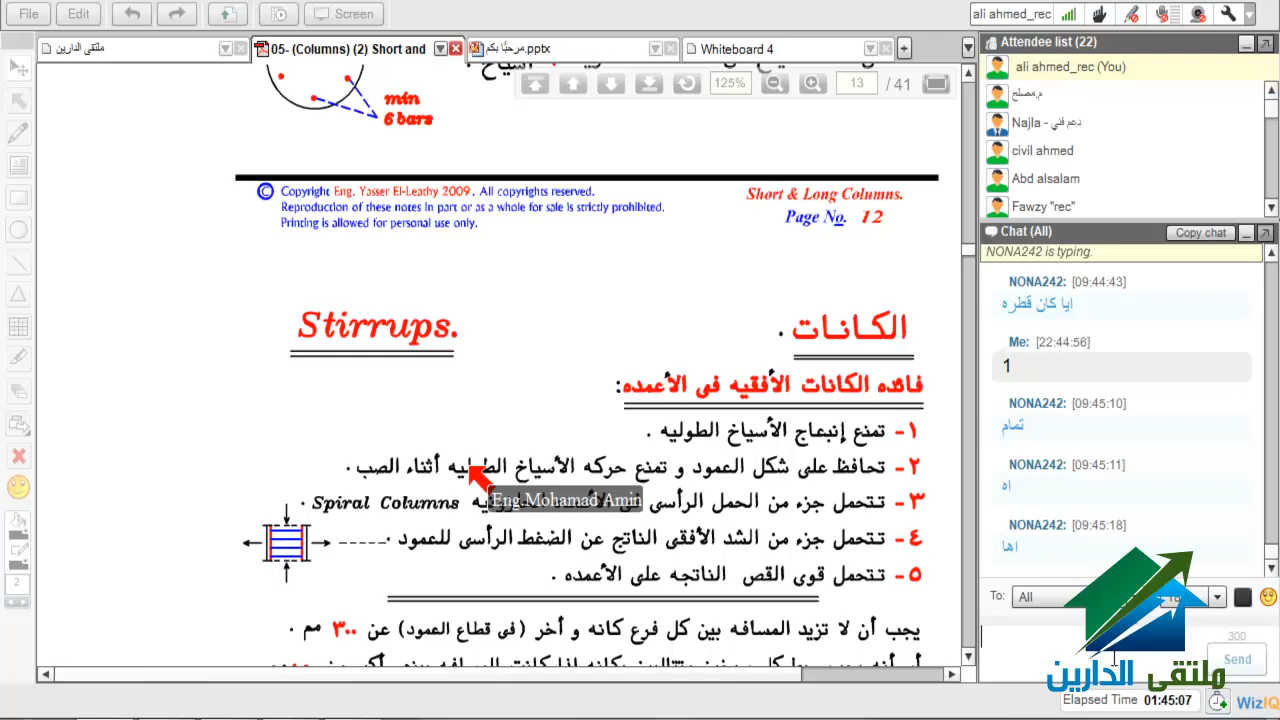 File Edit Screen ali ahmed_rec
ملتقى الدارين 05- (Columns) (2) Short and مرحبًا بكم.pptx Whiteboard 4
125% 13 / 41
min
6 bars
© Copyright Eng. Yasser El-Leathy 2009. All copyrights reserved.
Reproduction of these notes in part or as a whole for sale is strictly prohibited.
Printing is allowed for personal use only.
Short & Long Columns.
Page No. 12
الكانات .
Stirrups.
فائده الكانات الأفقيه فى الأعمده:
١- تمنع إنبعاج الأسياخ الطوليه .
٢- تحافظ على شكل العمود و تمنع حركه الأسياخ الطوليه أثناء الصب .
Eng.Mohamad Amin
٣- تتحمل جزء من الحمل الرأسى Spiral Columns .
٤- تتحمل جزء من الشد الأفقى الناتج عن الضغط الرأسى للعمود .
٥- تتحمل قوى القص الناتجه على الأعمده .
يجب أن لا تزيد المسافه بين كل فرع كانه و أخر (فى قطاع العمود) عن ٣٠٠ مم .
Attendee list (22)
ali ahmed_rec (You)
م.مصلح
Najla - دعم فني
civil ahmed
Abd alsalam
Fawzy "rec"
Chat (All) Copy chat
NONA242 is typing.
NONA242: [09:44:43]
ايا كان قطره
Me: [22:44:56]
1
NONA242: [09:45:10]
تمام
NONA242: [09:45:11]
اه
NONA242: [09:45:18]
اها
To: All
300
Send
ملتقى الدارين
Elapsed Time 01:45:07 WizIQ
2